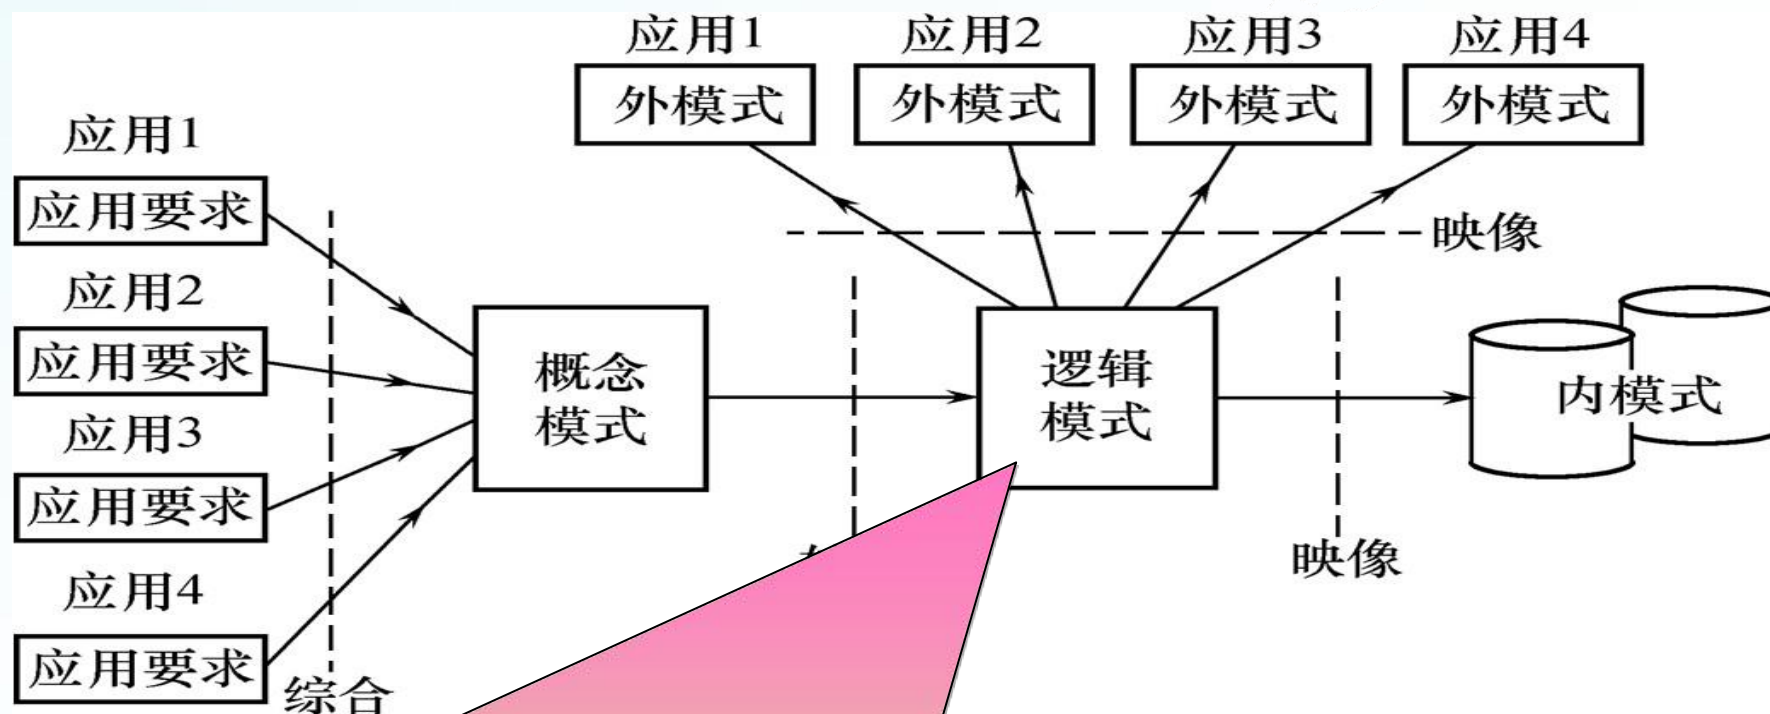 应用1
应用2
应用3
应用4
外模式
外模式
外模式
外模式
应用1
应用要求
映像
应用2
应用要求
概念
模式
逻辑
模式
内模式
应用3
应用要求
映像
应用4
应用要求
综合